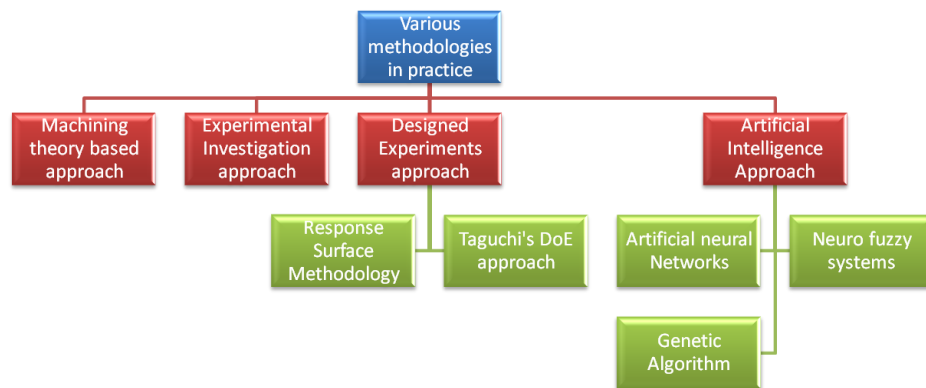 Various
methodologies
in practice
Machining
theory based
approach
Experimental
Investigation
approach
Designed
Experiments
approach
Artificial
Intelligence
Approach
Response
Surface
Methodology
Taguchi's DoE
approach
Artificial neural
Networks
Neuro fuzzy
systems
Genetic
Algorithm